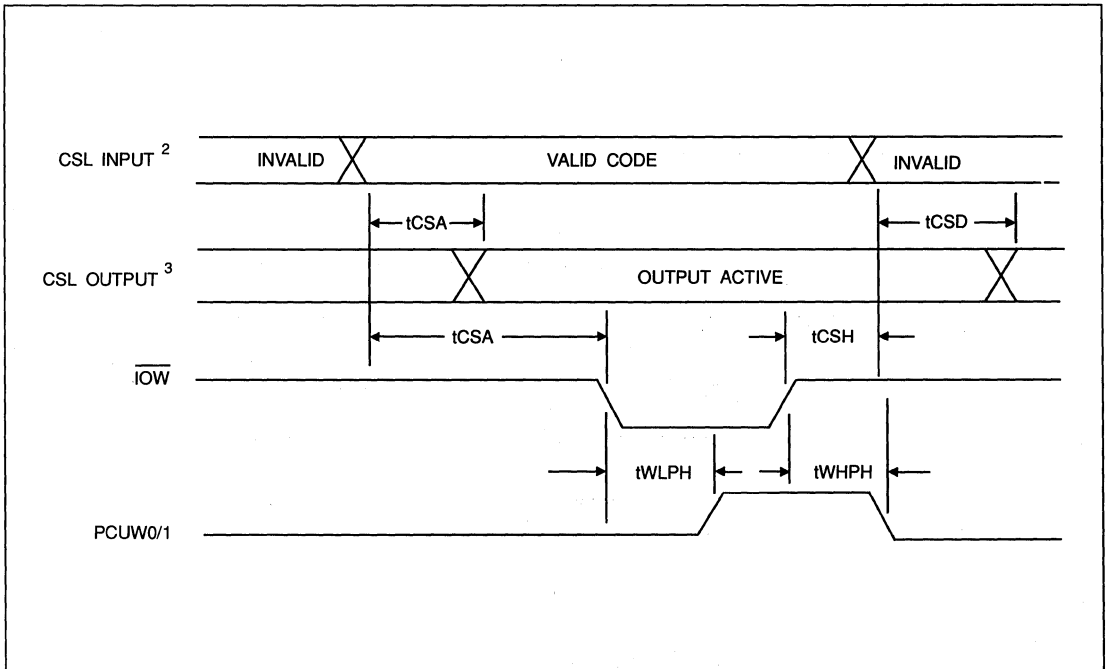 CSL INPUT 2
INVALID
VALID CODE
INVALID
tCSA
tCSD
CSL OUTPUT 3
OUTPUT ACTIVE
tCSA
tCSH
IOW
tWLPH
tWHPH
PCUW0/1